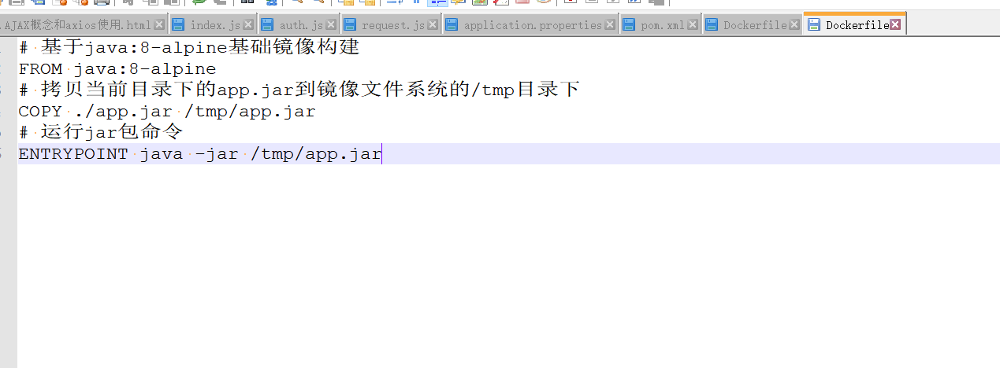 AJAX概念和axios使用.html index.js auth.js request.js application.properties pom.xml Dockerfile Dockerfile
# 基于java:8-alpine基础镜像构建
FROM java:8-alpine
# 拷贝当前目录下的app.jar到镜像文件系统的/tmp目录下
COPY ./app.jar /tmp/app.jar
# 运行jar包命令
ENTRYPOINT java -jar /tmp/app.jar